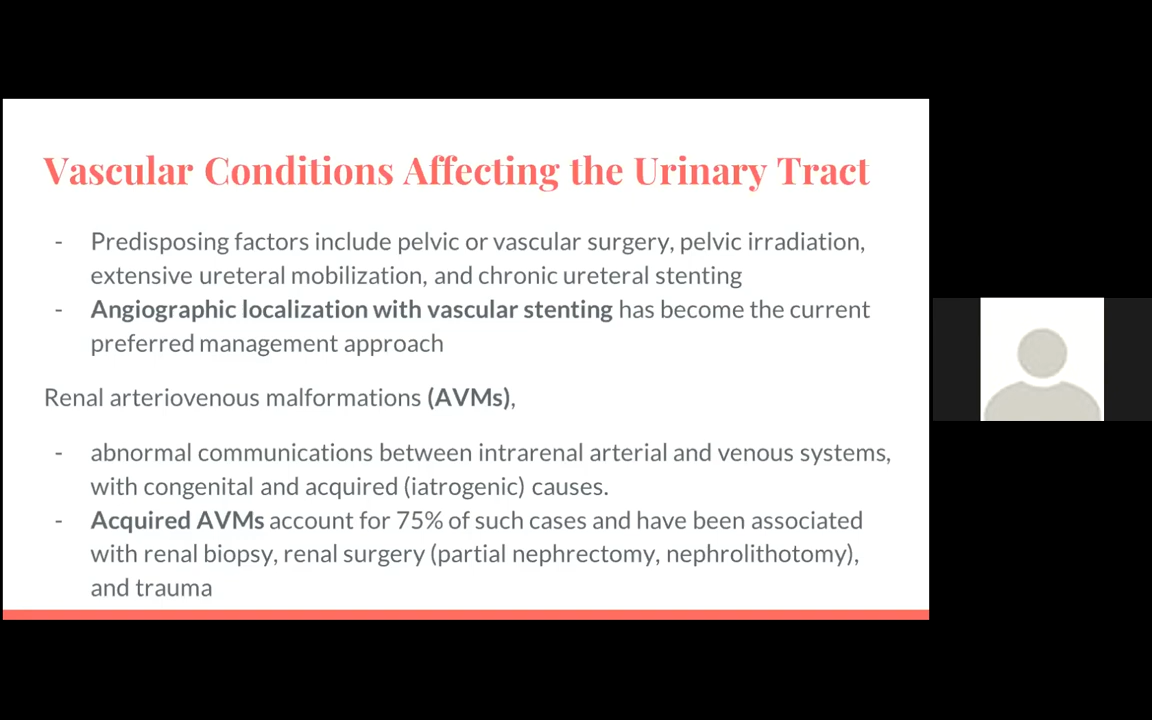 Vascular Conditions Affecting the Urinary Tract
- Predisposing factors include pelvic or vascular surgery, pelvic irradiation,
extensive ureteral mobilization, and chronic ureteral stenting
- Angiographic localization with vascular stenting has become the current
preferred management approach
Renal arteriovenous malformations (AVMs),
- abnormal communications between intrarenal arterial and venous systems,
with congenital and acquired (iatrogenic) causes.
- Acquired AVMs account for 75% of such cases and have been associated
with renal biopsy, renal surgery (partial nephrectomy, nephrolithotomy),
and trauma